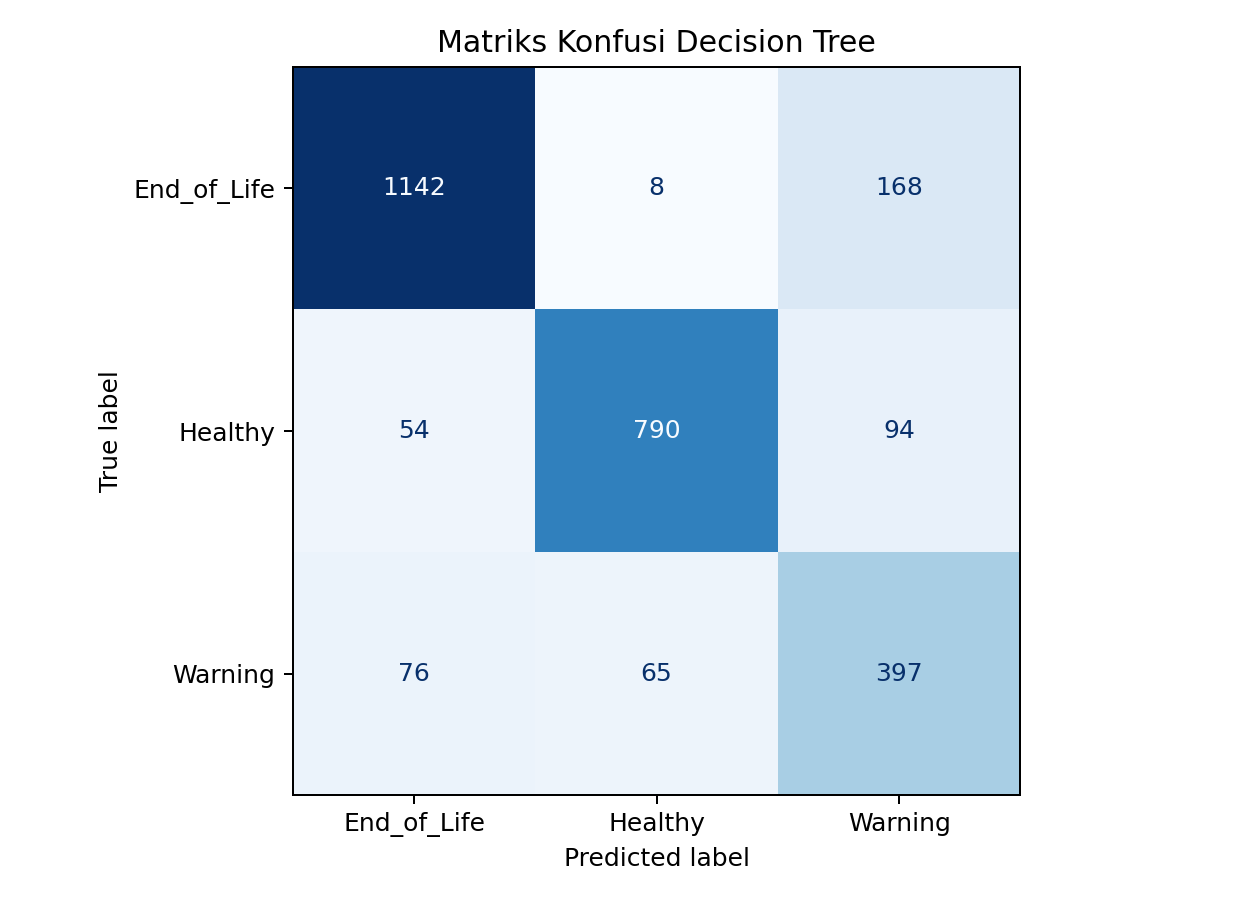 Matriks Konfusi Decision Tree
True label
End_of_Life 1142 8 168
Healthy 54 790 94
Warning 76 65 397
End_of_Life Healthy Warning
Predicted label